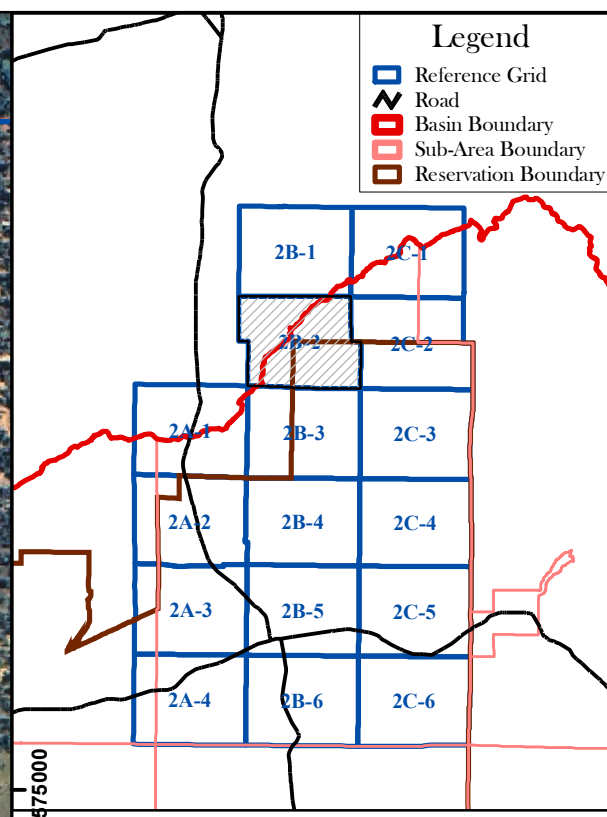 Legend
Reference Grid
Road
Basin Boundary
Sub-Area Boundary
Reservation Boundary
2B-1
2C-1
2B-2
2C-2
2A-1
2B-3
2C-3
2A-2
2B-4
2C-4
2A-3
2B-5
2C-5
2A-4
2B-6
2C-6
575000